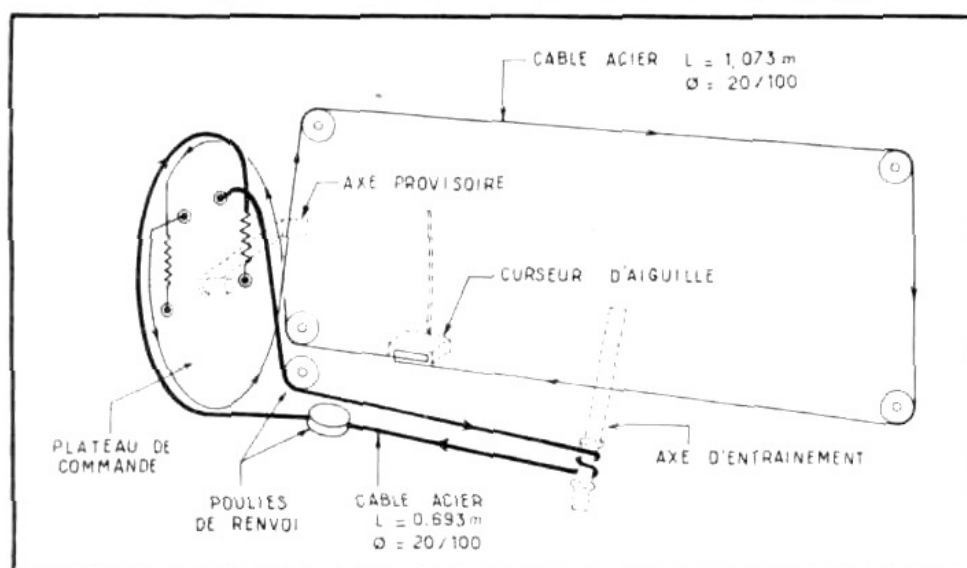 CABLE ACIER L = 1,073 m
Ø = 20/100
AXE PROVISOIRE
CURSEUR D'AIGUILLE
PLATEAU DE
COMMANDE
POULIES
DE RENVOI
CABLE ACIER
L = 0.693 m
Ø = 20/100
AXE D'ENTRAINEMENT